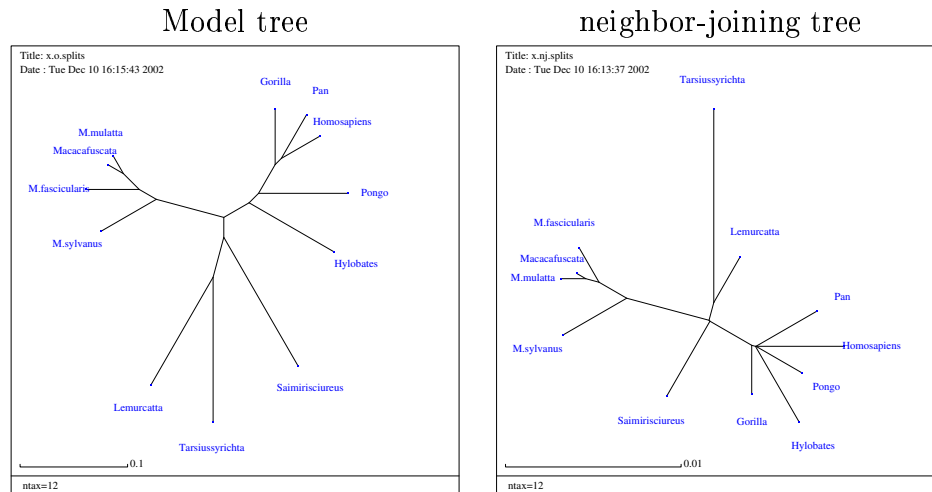 Model tree
Title: x.o.splits
Date : Tue Dec 10 16:15:43 2002
Gorilla
Pan
Homosapiens
M.mulatta
Macacafuscata
M.fascicularis
Pongo
M.sylvanus
Hylobates
Saimirisciureus
Lemurcatta
Tarsiussyrichta
0.1
ntax=12
neighbor-joining tree
Title: x.nj.splits
Date : Tue Dec 10 16:13:37 2002
Tarsiussyrichta
M.fascicularis
Lemurcatta
Macacafuscata
M.mulatta
Pan
M.sylvanus
Homosapiens
Pongo
Saimirisciureus
Gorilla
Hylobates
0.01
ntax=12